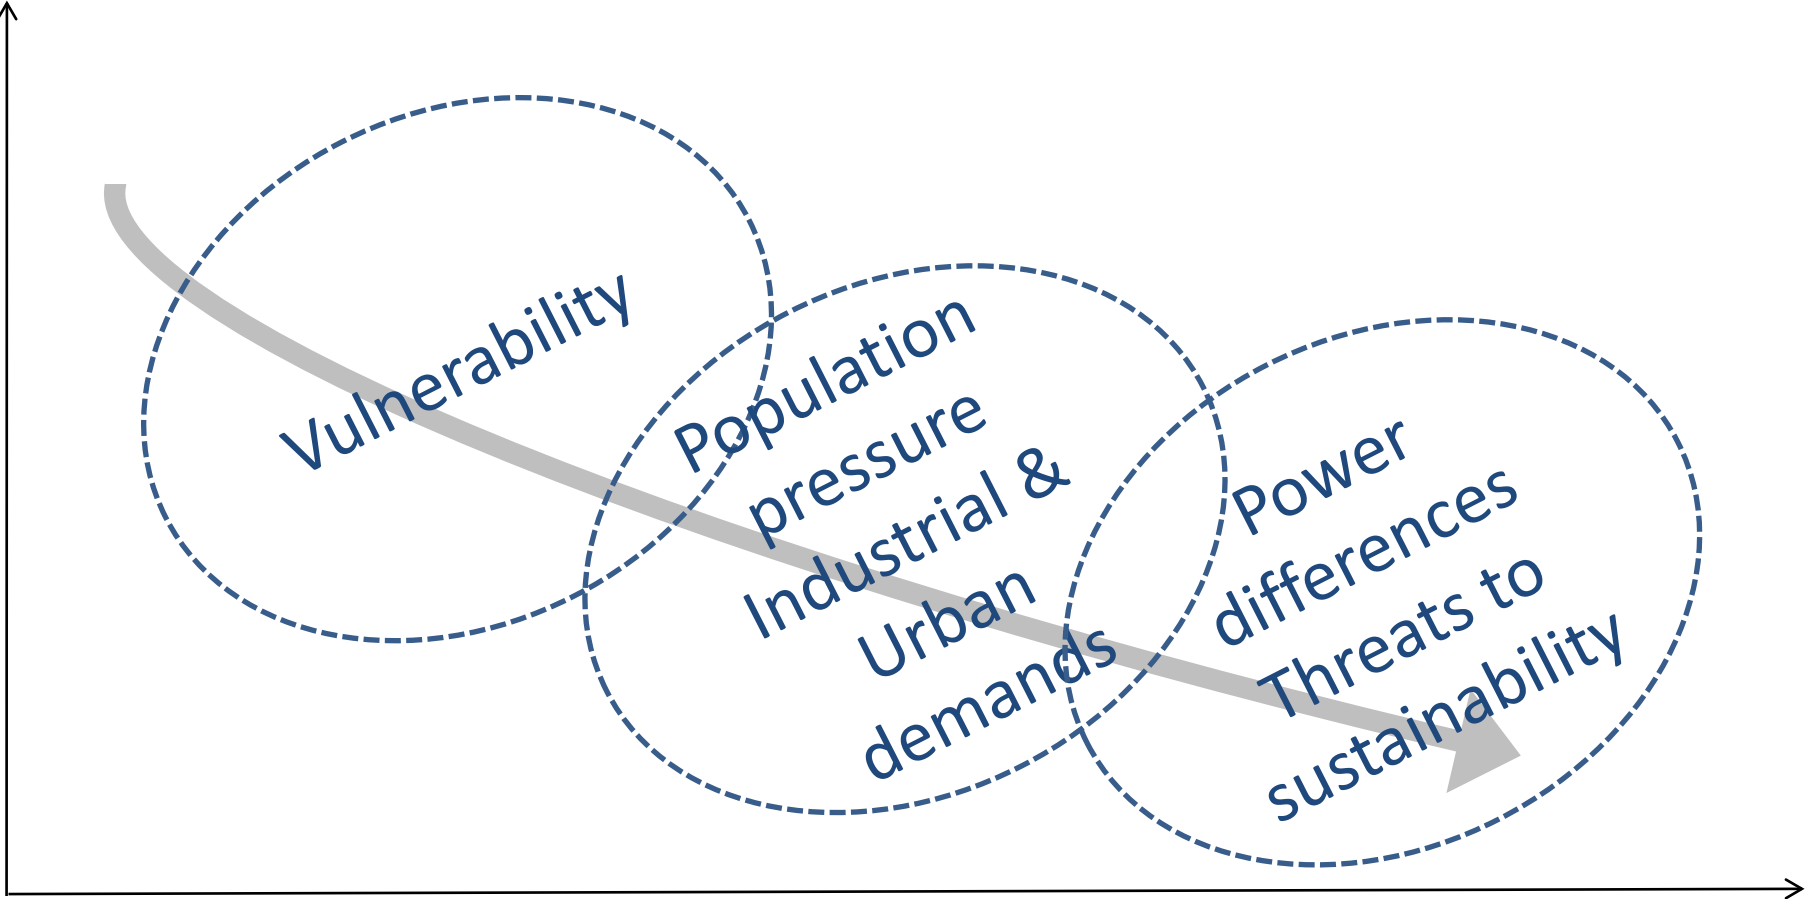 Vulnerability
Population
pressure
Industrial &
Urban
demands
Power
differences
Threats to
sustainability